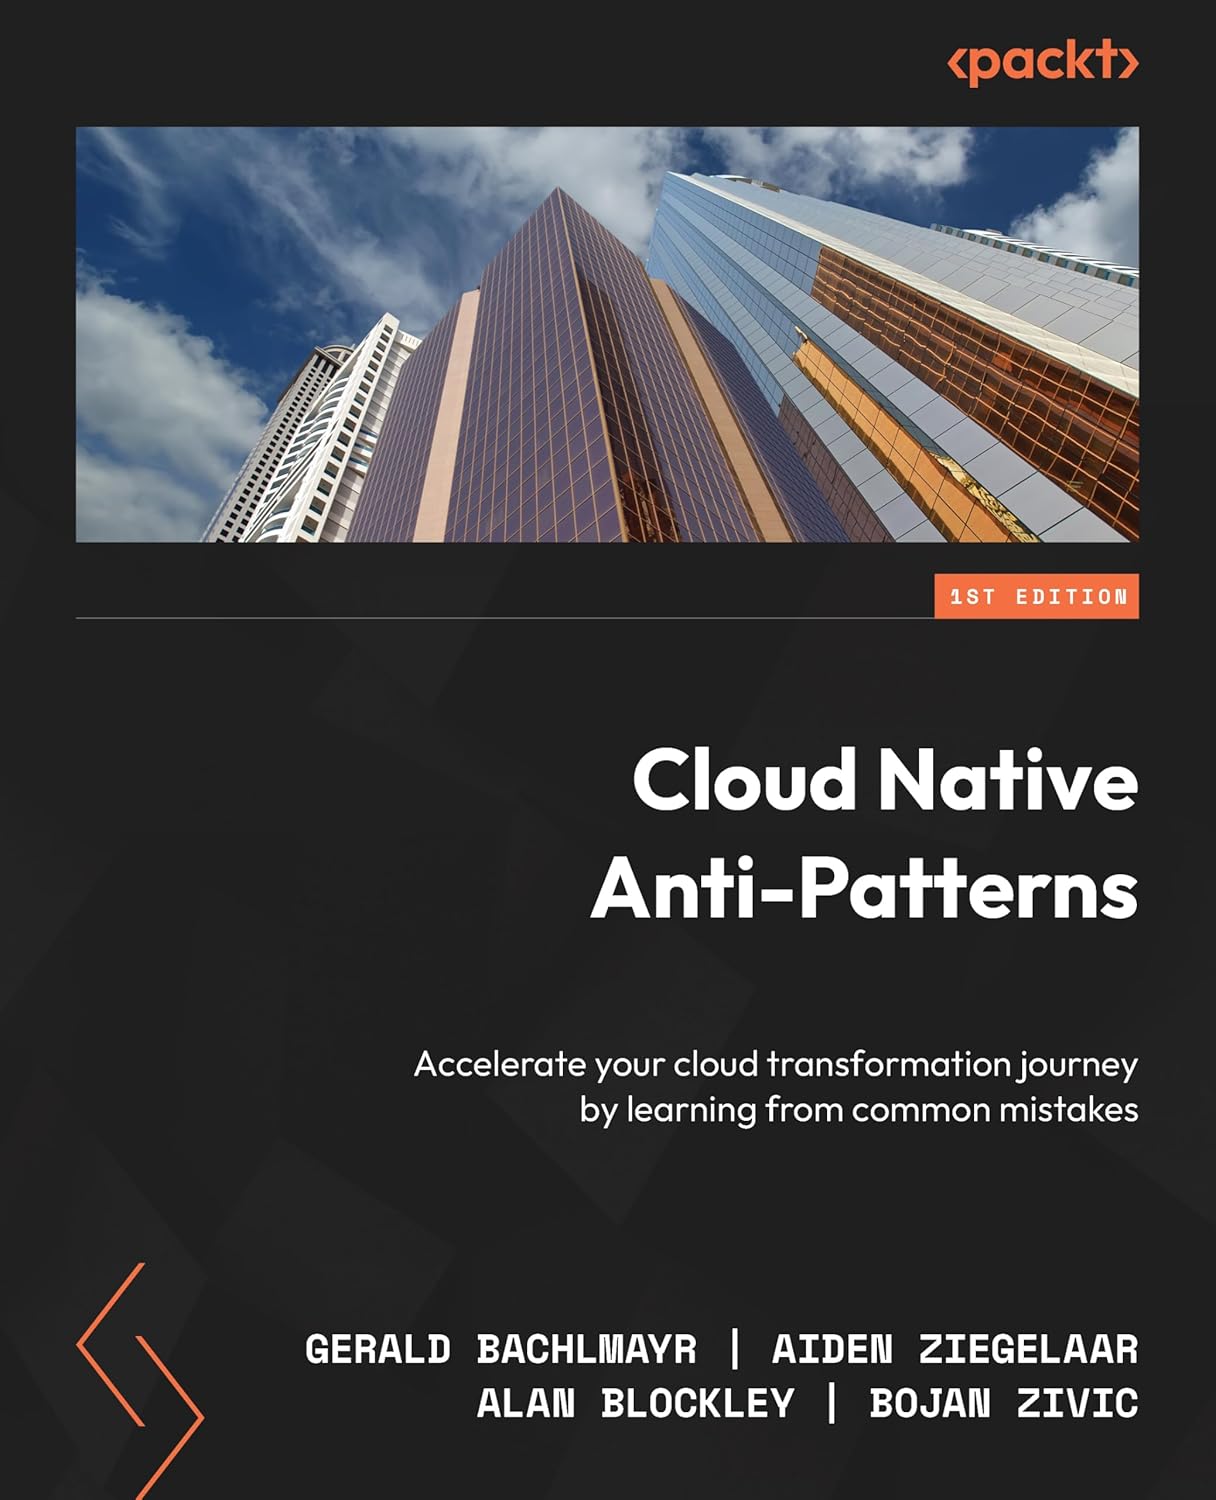 <packt>
1ST EDITION
Cloud Native
Anti-Patterns
Accelerate your cloud transformation journey
by learning from common mistakes
GERALD BACHLMAYR | AIDEN ZIEGELAAR
ALAN BLOCKLEY | BOJAN ZIVIC